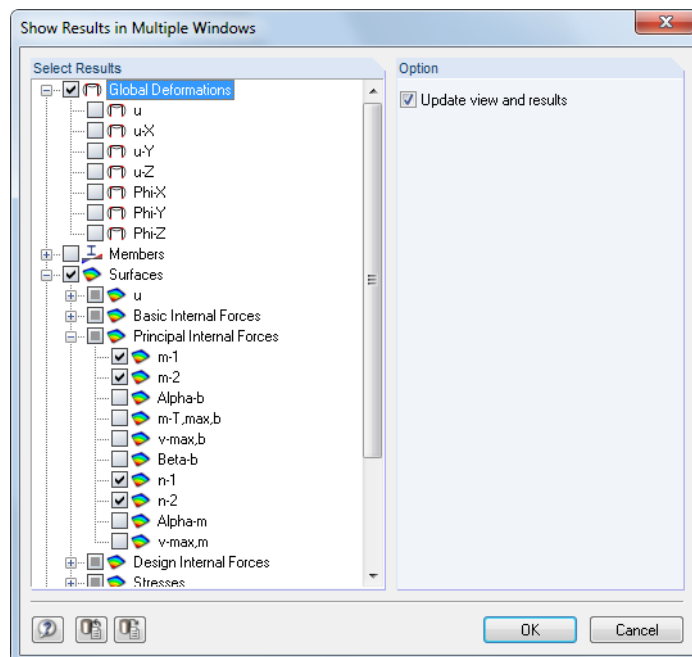 Show Results in Multiple Windows
Select Results
Global Deformations
u
u-X
u-Y
u-Z
Phi-X
Phi-Y
Phi-Z
Members
Surfaces
u
Basic Internal Forces
Principal Internal Forces
m-1
m-2
Alpha-b
m-T,max,b
v-max,b
Beta-b
n-1
n-2
Alpha-m
v-max,m
Design Internal Forces
Stresses
Option
Update view and results
OK
Cancel